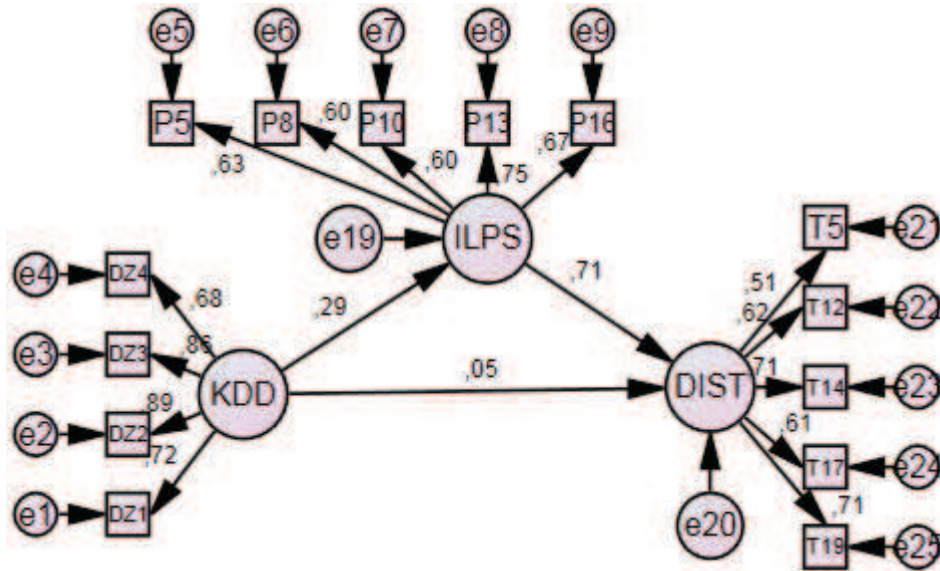 e5 e6 e7 e8 e9
P5 P8 P10 P13 P16
,63 ,60 ,60 ,75 ,67
e19 ILPS
T5 e21
e4 DZ4
,68 ,29 ,71 ,51
,62 T12 e22
e3 DZ3 ,86
KDD ,05 DIST ,71 T14 e23
e2 DZ2 ,89
,72 ,61 T17 e24
e1 DZ1
e20 ,71
T19 e25